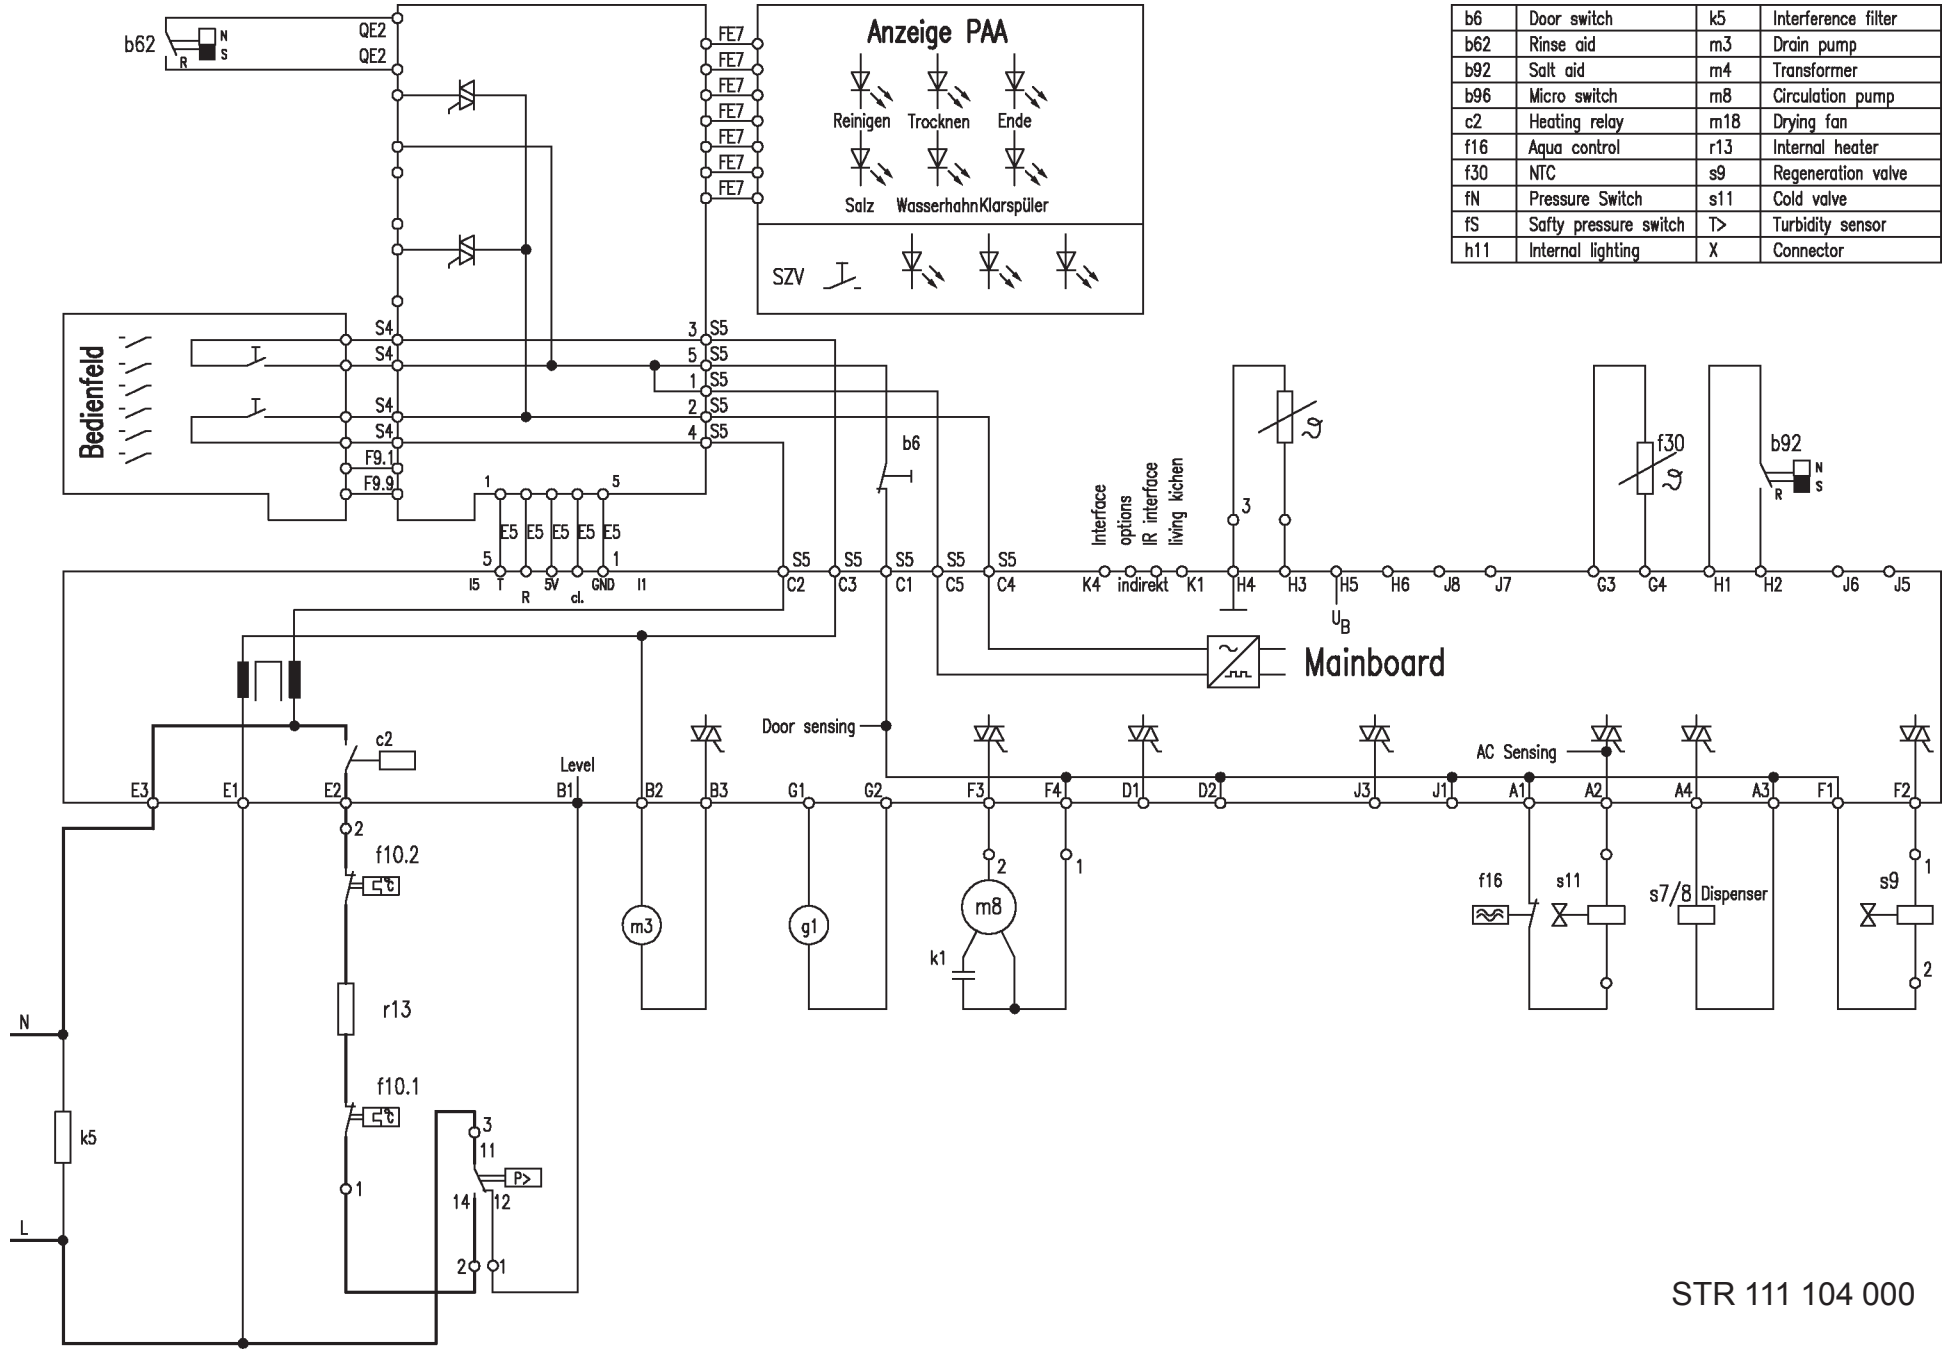 b62
N
S
R
QE2
QE2
FE7
FE7
FE7
FE7
FE7
FE7
FE7
Anzeige PAA
Reinigen Trocknen Ende
Salz Wasserhahn Klarspüler
SZV
b6 Door switch k5 Interference filter
b62 Rinse aid m3 Drain pump
b92 Salt aid m4 Transformer
b96 Micro switch m8 Circulation pump
c2 Heating relay m18 Drying fan
f16 Aqua control r13 Internal heater
f30 NTC s9 Regeneration valve
fN Pressure Switch s11 Cold valve
fS Safty pressure switch T> Turbidity sensor
h11 Internal lighting X Connector
Bedienfeld
S4 3 S5
S4 5 S5
1 S5
S4 2 S5
S4 4 S5
F9.1
F9.9
1 5
E5 E5 E5 E5 E5
5 1
I5 T R 5V cl. GND I1
b6
S5 S5 S5 S5 S5
C2 C3 C1 C5 C4
Interface
options
IR interface
living kichen
K4 indirekt K1
3
ϑ
H4 H3 H5 H6 J8 J7
UB
f30
ϑ
G3 G4
b92
N
S
R
H1 H2 J6 J5
Mainboard
Door sensing
AC Sensing
c2
Level
E3 E1 E2 B1 B2 B3 G1 G2 F3 F4 D1 D2 J3 J1 A1 A2 A4 A3 F1 F2
2
f10.2
°C
r13
f10.1
°C
1
m3
g1
2
m8
k1
1
f16 s11
s7/8 Dispenser
s9
1
2
N
k5
L
3
11
P>
14 12
2 1
STR 111 104 000